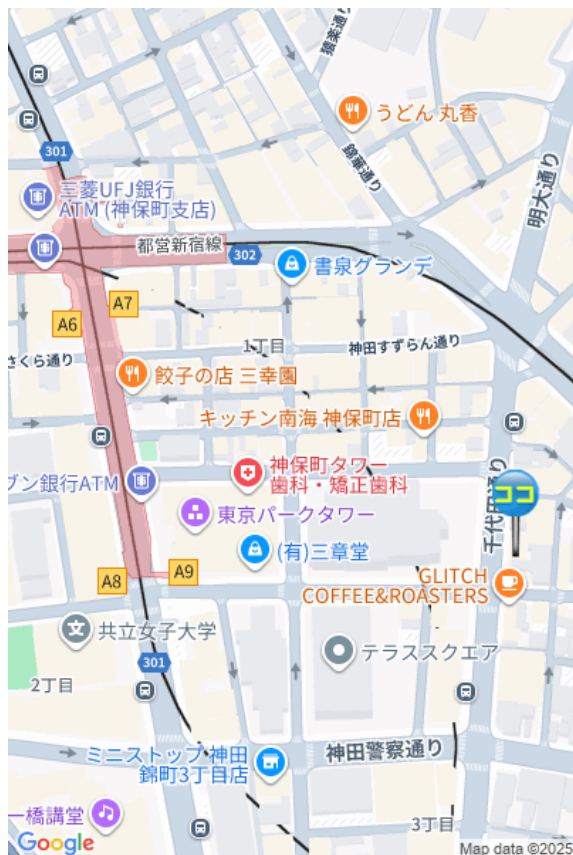 猿楽通り
うどん 丸香
301
錦華通り
明大通り
三菱UFJ銀行
ATM (神保町支店)
都営新宿線
302
書泉グランデ
A7
A6
1丁目
神田すずらん通り
さくら通り
餃子の店 三幸園
キッチン南海 神保町店
神保町タワー
歯科・矯正歯科
ブン銀行ATM
ココ
千代田通り
東京パークタワー
(有)三章堂
GLITCH
COFFEE&ROASTERS
A9
A8
共立女子大学
テラススクエア
301
2丁目
神田警察通り
ミニストップ 神田
錦町3丁目店
一橋講堂
3丁目
Google
Map data ©2025